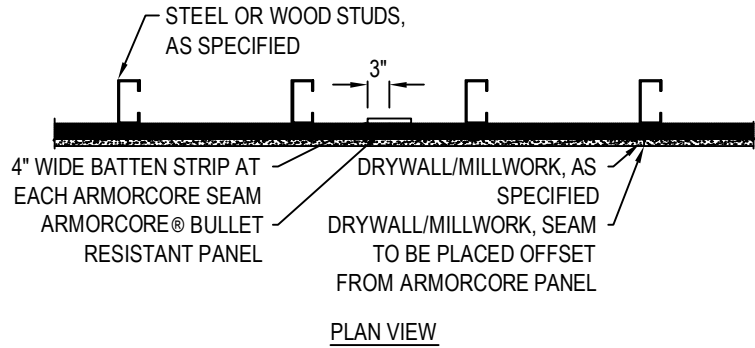 STEEL OR WOOD STUDS,
AS SPECIFIED
3"
4" WIDE BATTEN STRIP AT
EACH ARMORCORE SEAM
ARMORCORE® BULLET
RESISTANT PANEL
DRYWALL/MILLWORK, AS
SPECIFIED
DRYWALL/MILLWORK, SEAM
TO BE PLACED OFFSET
FROM ARMORCORE PANEL
PLAN VIEW